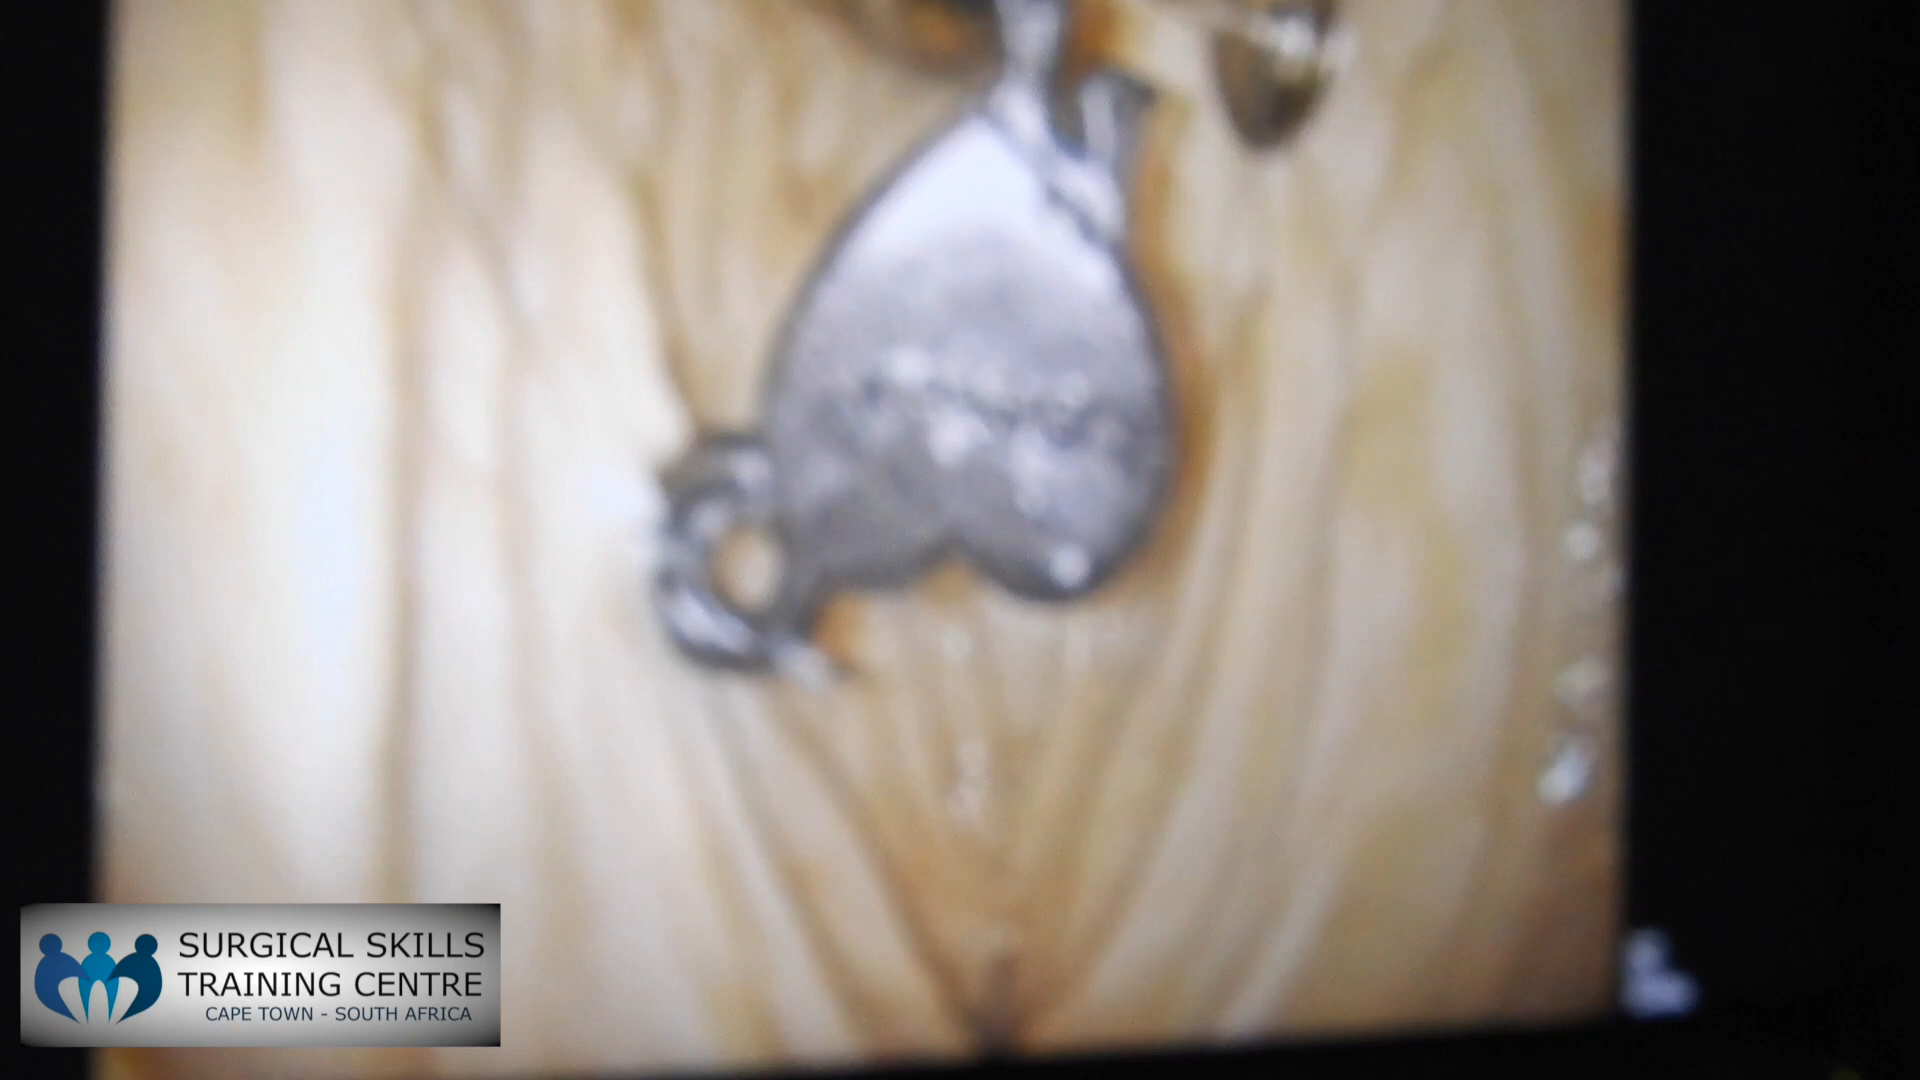 SURGICAL SKILLS
TRAINING CENTRE
CAPE TOWN - SOUTH AFRICA